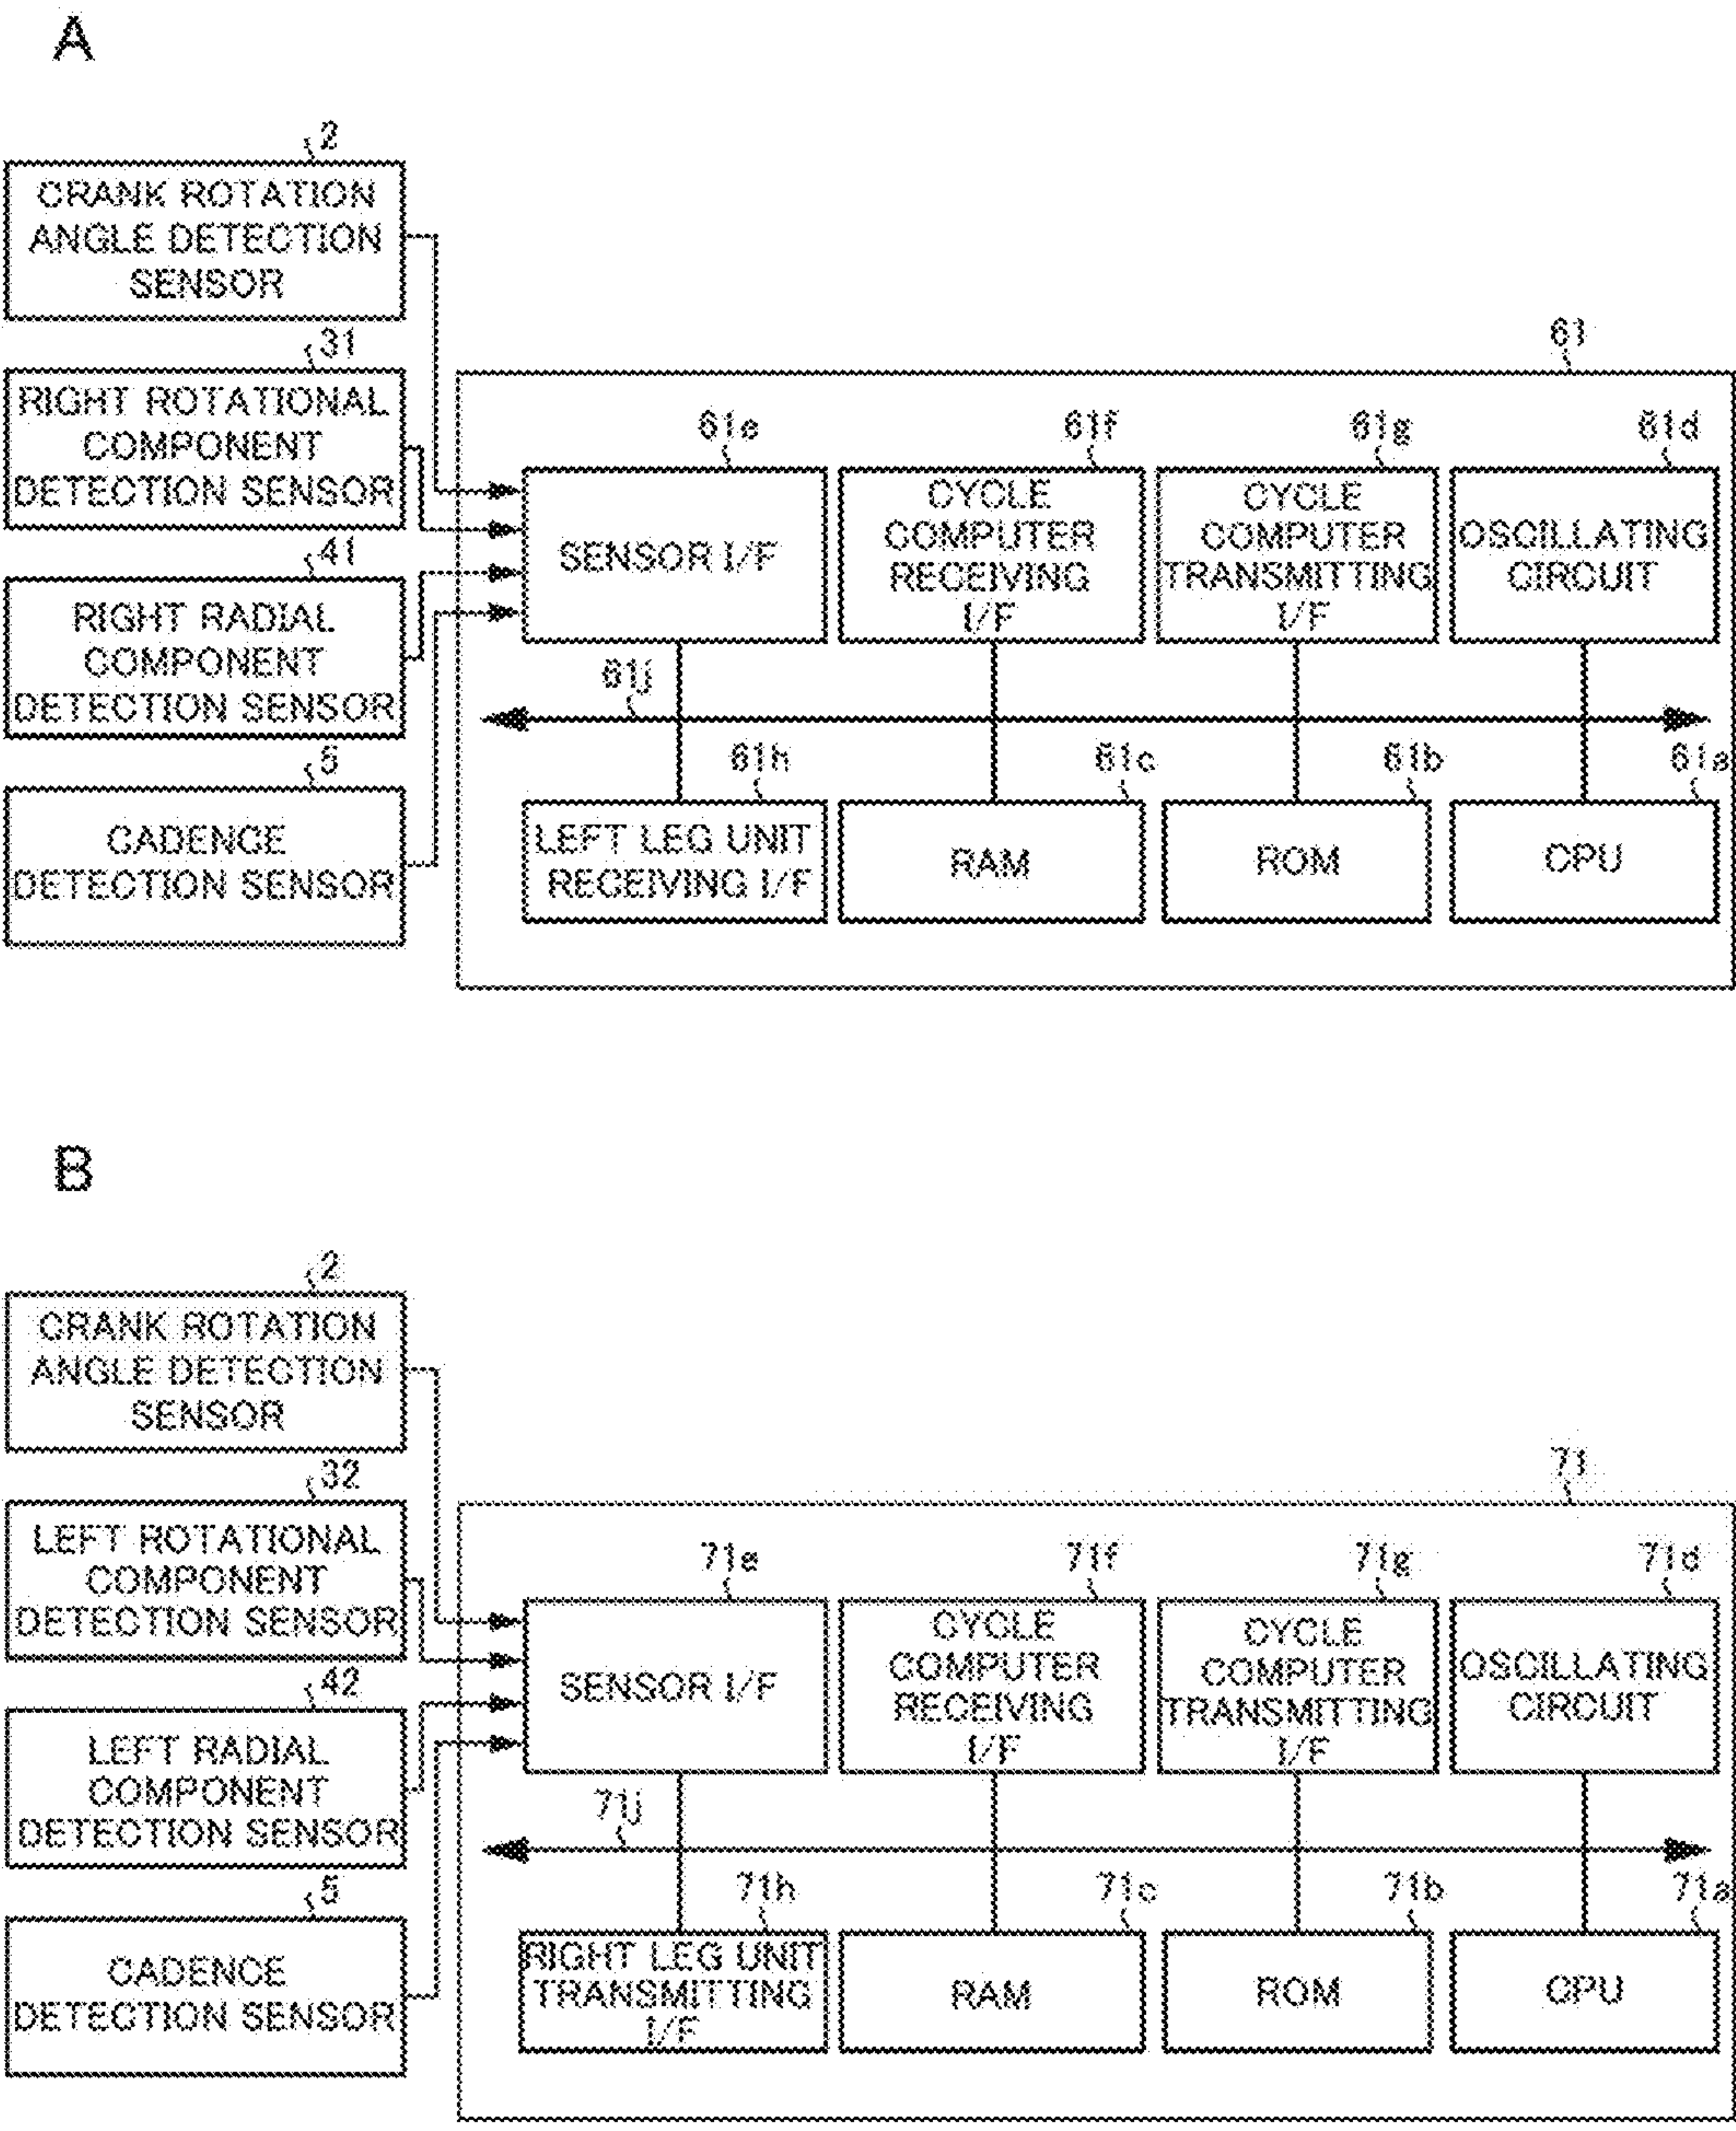 A
2
CRANK ROTATION
ANGLE DETECTION
SENSOR
31
RIGHT ROTATIONAL
COMPONENT
DETECTION SENSOR
41
RIGHT RADIAL
COMPONENT
DETECTION SENSOR
5
CADENCE
DETECTION SENSOR
61
61e
SENSOR I/F
61f
CYCLE
COMPUTER
RECEIVING
I/F
61g
CYCLE
COMPUTER
TRANSMITTING
I/F
61d
OSCILLATING
CIRCUIT
61j
61h
LEFT LEG UNIT
RECEIVING I/F
61c
RAM
61b
ROM
61a
CPU
B
2
CRANK ROTATION
ANGLE DETECTION
SENSOR
32
LEFT ROTATIONAL
COMPONENT
DETECTION SENSOR
42
LEFT RADIAL
COMPONENT
DETECTION SENSOR
5
CADENCE
DETECTION SENSOR
71
71e
SENSOR I/F
71f
CYCLE
COMPUTER
RECEIVING
I/F
71g
CYCLE
COMPUTER
TRANSMITTING
I/F
71d
OSCILLATING
CIRCUIT
71j
71h
RIGHT LEG UNIT
TRANSMITTING
I/F
71c
RAM
71b
ROM
71a
CPU